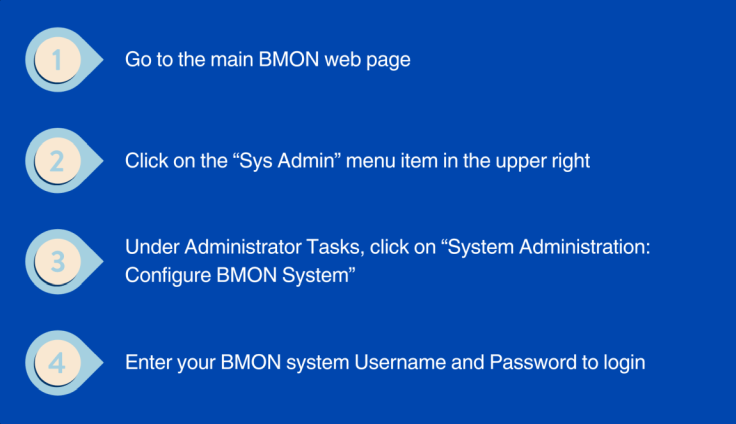 1
Go to the main BMON web page
2
Click on the “Sys Admin” menu item in the upper right
3
Under Administrator Tasks, click on “System Administration:
Configure BMON System”
4
Enter your BMON system Username and Password to login